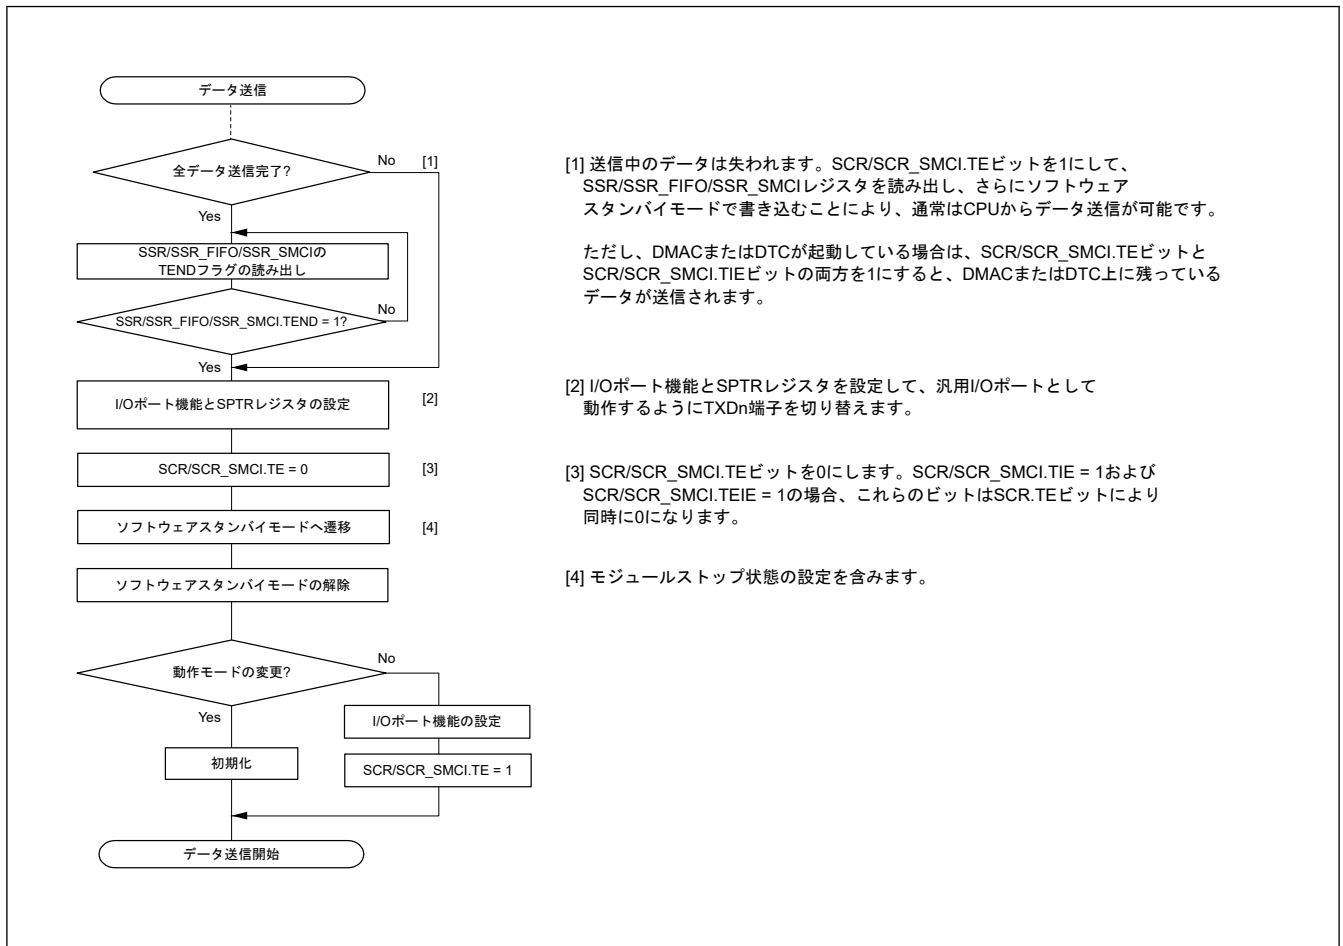 データ送信
全データ送信完了?
No
[1]
Yes
SSR/SSR_FIFO/SSR_SMCIの
TENDフラグの読み出し
No
SSR/SSR_FIFO/SSR_SMCI.TEND = 1?
Yes
I/Oポート機能とSPTRレジスタの設定
[2]
SCR/SCR_SMCI.TE = 0
[3]
ソフトウェアスタンバイモードへ遷移
[4]
ソフトウェアスタンバイモードの解除
動作モードの変更?
No
Yes
I/Oポート機能の設定
初期化
SCR/SCR_SMCI.TE = 1
データ送信開始
[1] 送信中のデータは失われます。SCR/SCR_SMCI.TEビットを1にして、
SSR/SSR_FIFO/SSR_SMCIレジスタを読み出し、さらにソフトウェア
スタンバイモードで書き込むことにより、通常はCPUからデータ送信が可能です。
ただし、DMACまたはDTCが起動している場合は、SCR/SCR_SMCI.TEビットと
SCR/SCR_SMCI.TIEビットの両方を1にすると、DMACまたはDTC上に残っている
データが送信されます。
[2] I/Oポート機能とSPTRレジスタを設定して、汎用I/Oポートとして
動作するようにTXDn端子を切り替えます。
[3] SCR/SCR_SMCI.TEビットを0にします。SCR/SCR_SMCI.TIE = 1および
SCR/SCR_SMCI.TEIE = 1の場合、これらのビットはSCR.TEビットにより
同時に0になります。
[4] モジュールストップ状態の設定を含みます。